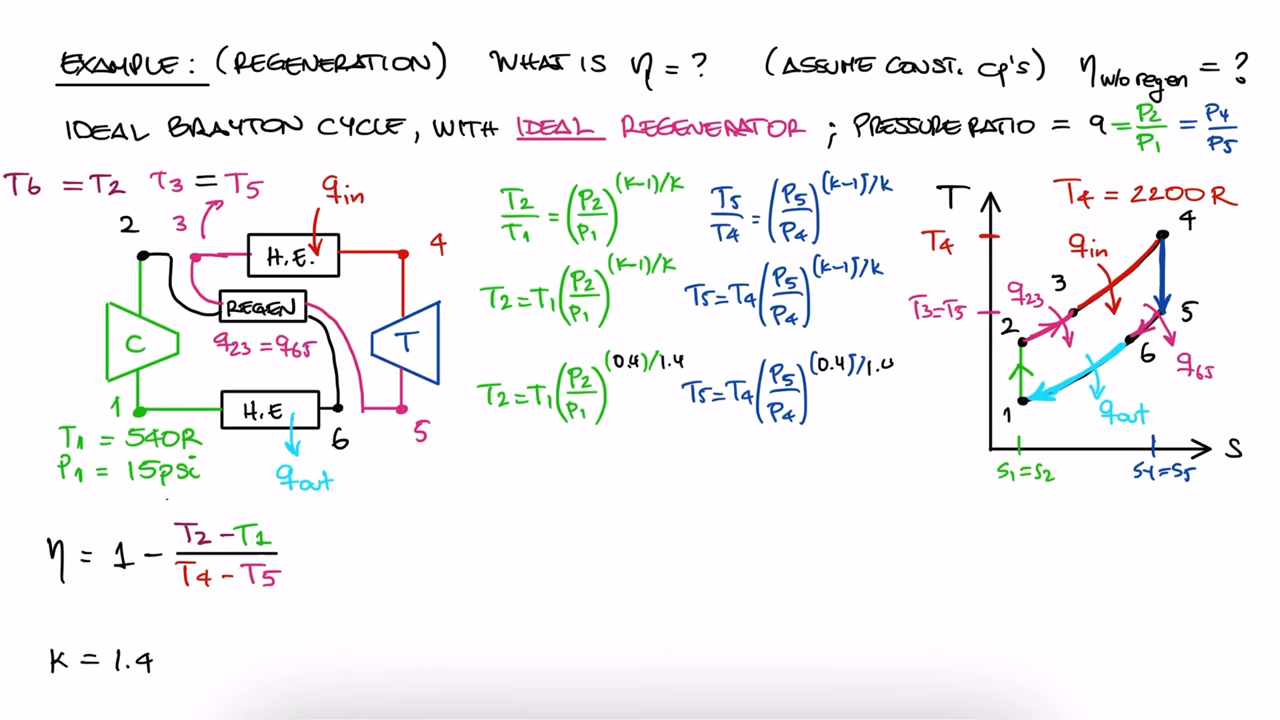 EXAMPLE: (REGENERATION) WHAT IS η = ? (ASSUME CONST. cp's) ηw/o regen = ?
IDEAL BRAYTON CYCLE, WITH IDEAL REGENERATOR; PRESSURE RATIO = 9 = P2/P1 = P4/P5
T6 = T2 T3 = T5
qin
2
3
4
H.E.
REGEN
q23 = q65
C
T
H.E
1
6
5
T1 = 540R
P1 = 15psi
qout
η = 1 - (T2 - T1)/(T4 - T5)
k = 1.4
T2/T1 = (P2/P1)^(k-1)/k
T2 = T1(P2/P1)^(k-1)/k
T2 = T1(P2/P1)^(0.4)/1.4
T5/T4 = (P5/P4)^(k-1)/k
T5 = T4(P5/P4)^(k-1)/k
T5 = T4(P5/P4)^(0.4)/1.4
T
T4 = 2200R
T4
4
qin
3
q23
T3=T5
2
5
6
q65
1
qout
S
S1=S2
S4=S5